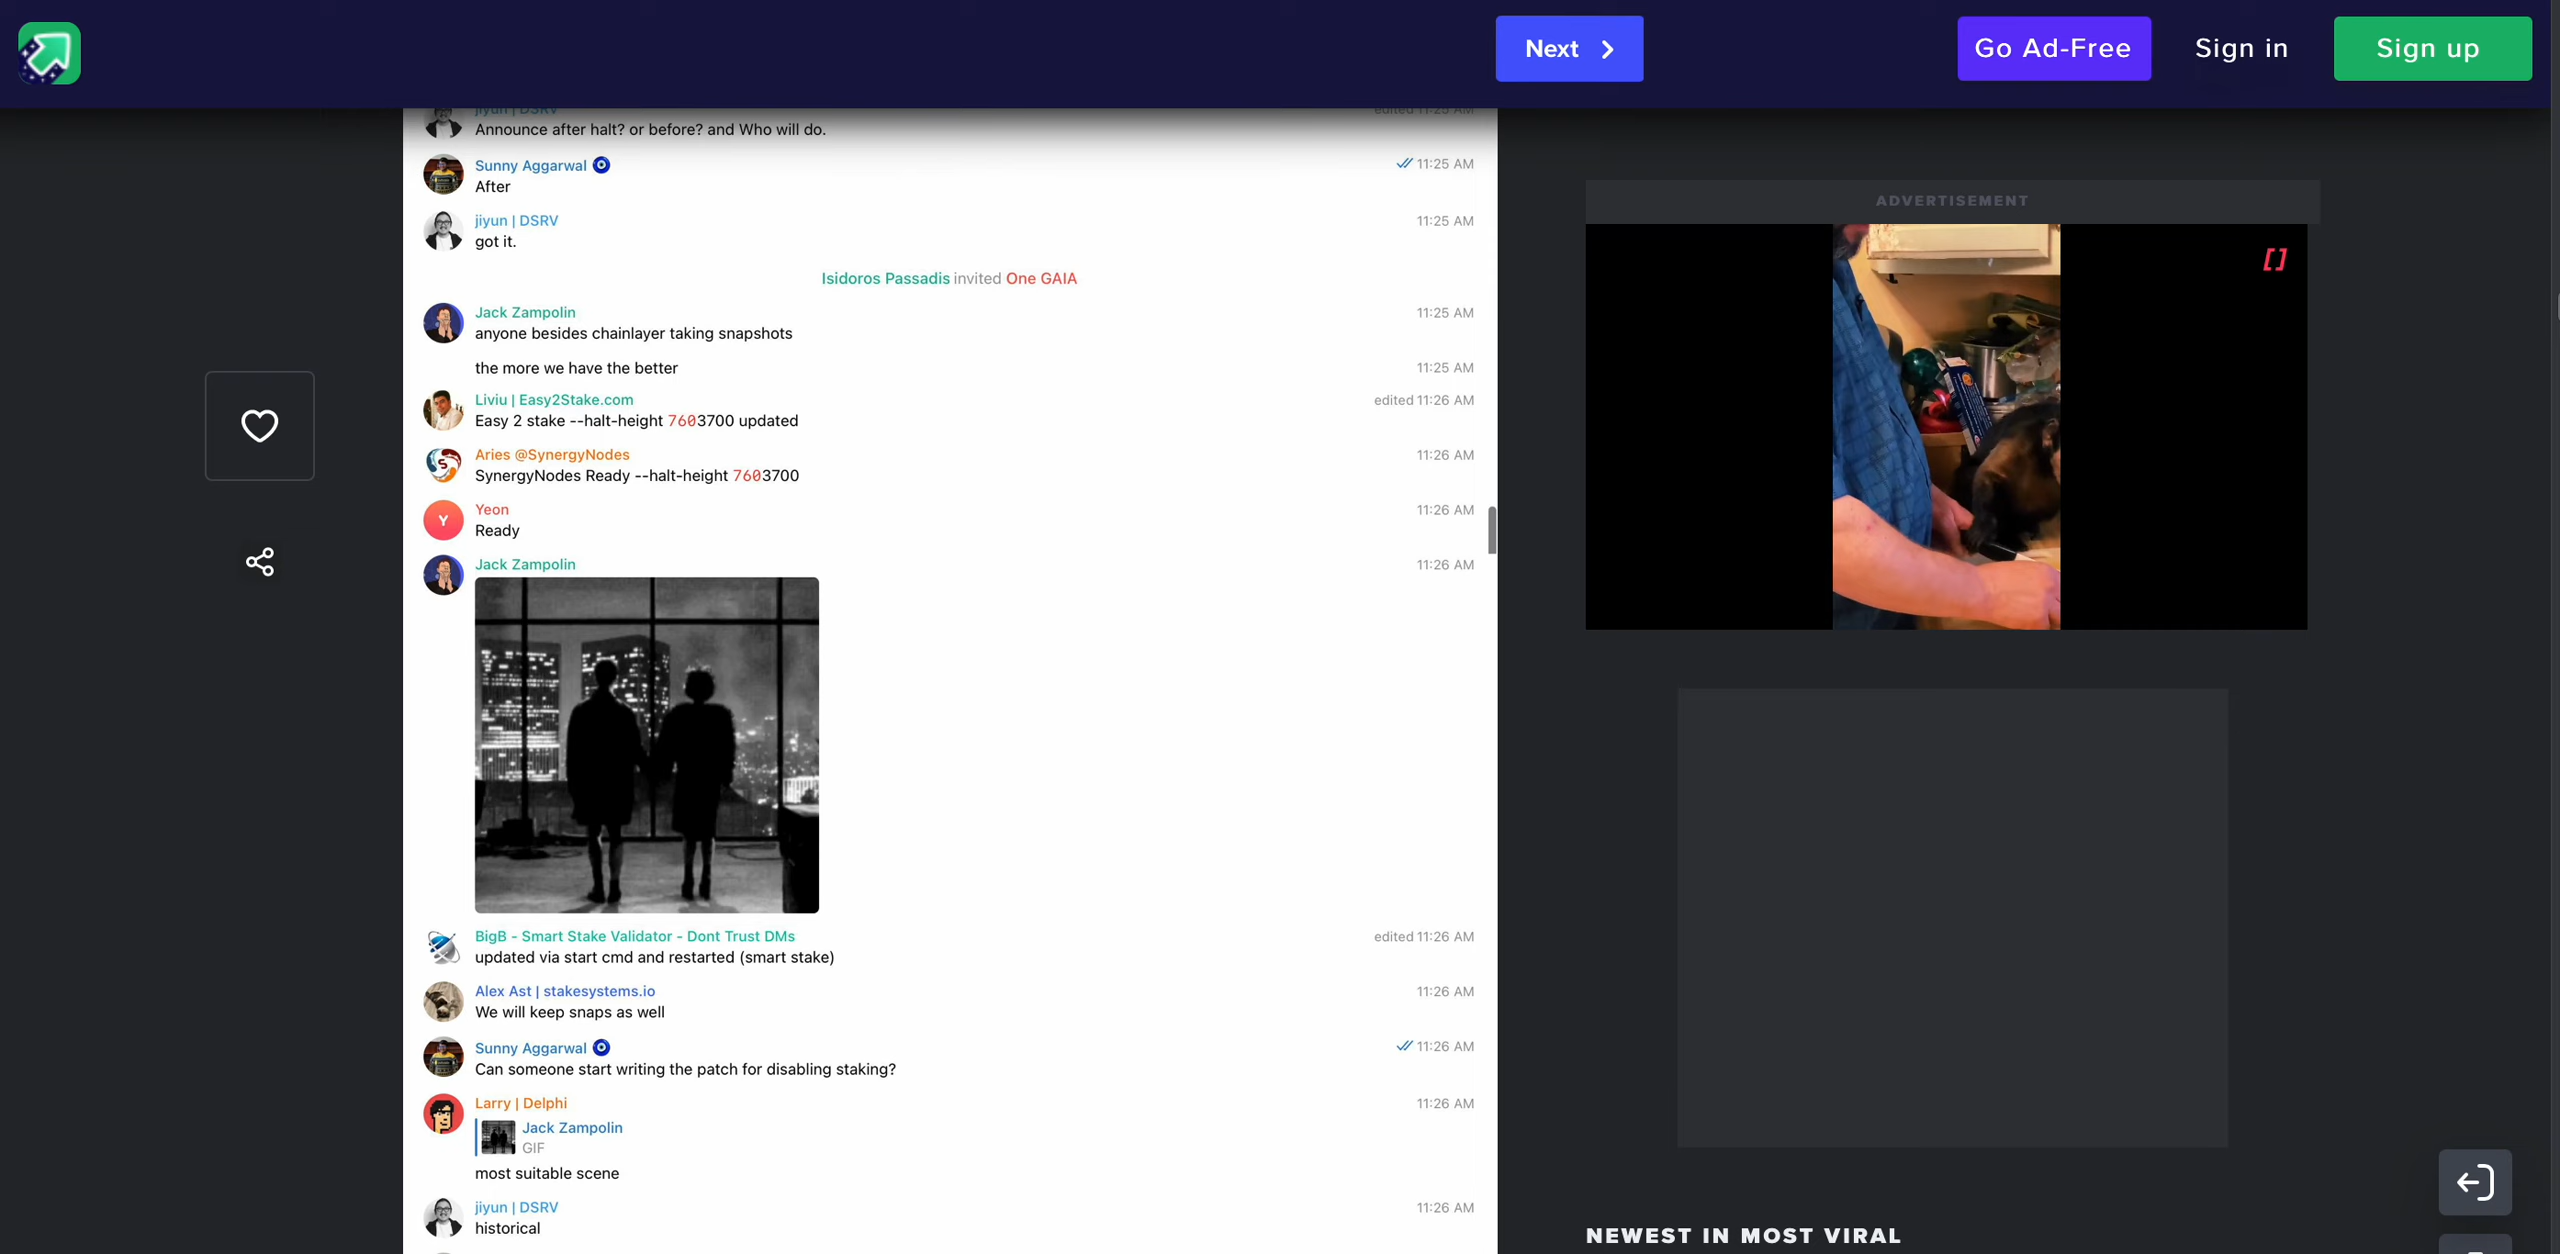 Next
Go Ad-Free
Sign in
Sign up
jiyun | DSRV
edited 11:25 AM
Announce after halt? or before? and Who will do.
Sunny Aggarwal
11:25 AM
After
jiyun | DSRV
11:25 AM
got it.
Isidoros Passadis invited One GAIA
Jack Zampolin
11:25 AM
anyone besides chainlayer taking snapshots
the more we have the better
11:25 AM
Liviu | Easy2Stake.com
edited 11:26 AM
Easy 2 stake --halt-height 7603700 updated
Aries @SynergyNodes
11:26 AM
SynergyNodes Ready --halt-height 7603700
Y
Yeon
11:26 AM
Ready
Jack Zampolin
11:26 AM
BigB - Smart Stake Validator - Dont Trust DMs
edited 11:26 AM
updated via start cmd and restarted (smart stake)
Alex Ast | stakesystems.io
11:26 AM
We will keep snaps as well
Sunny Aggarwal
11:26 AM
Can someone start writing the patch for disabling staking?
Larry | Delphi
11:26 AM
Jack Zampolin
GIF
most suitable scene
jiyun | DSRV
11:26 AM
historical
ADVERTISEMENT
[]
NEWEST IN MOST VIRAL